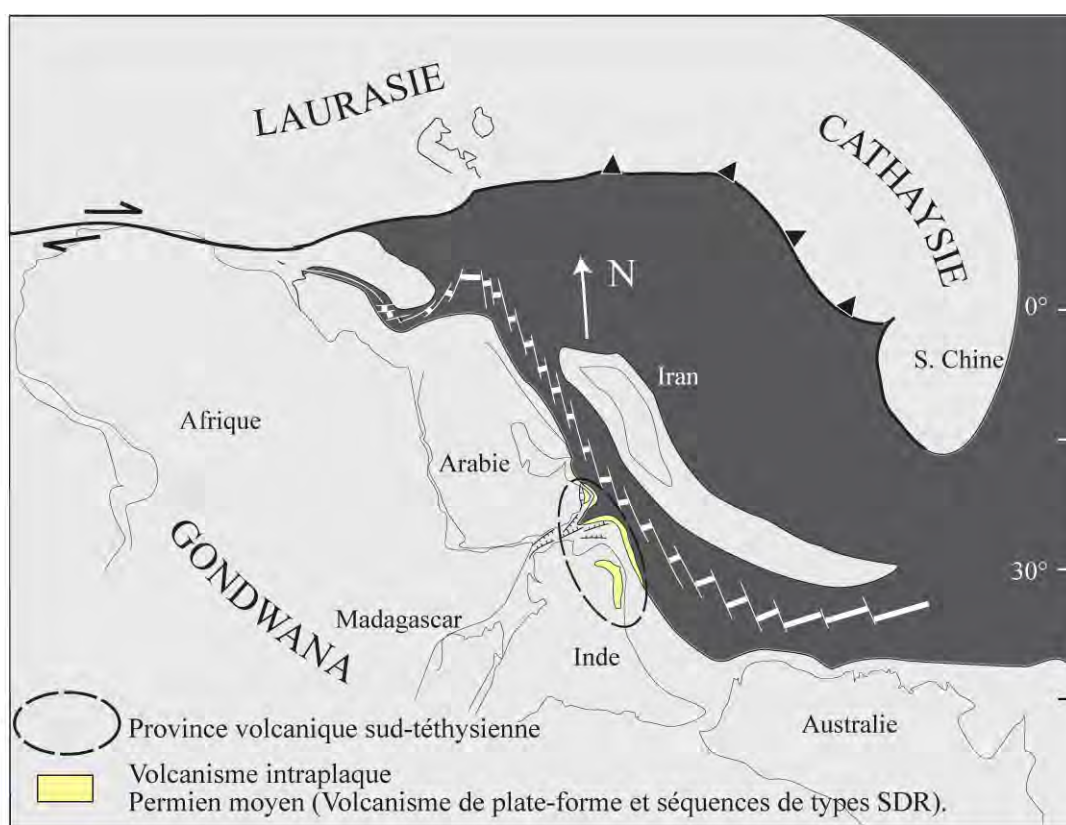 LAURASIE
CATHAYSIE
N
0°
S. Chine
Iran
Afrique
Arabie
GONDWANA
30°
Madagascar
Inde
Australie
Province volcanique sud-téthysienne
Volcanisme intraplaque
Permien moyen (Volcanisme de plate-forme et séquences de types SDR).